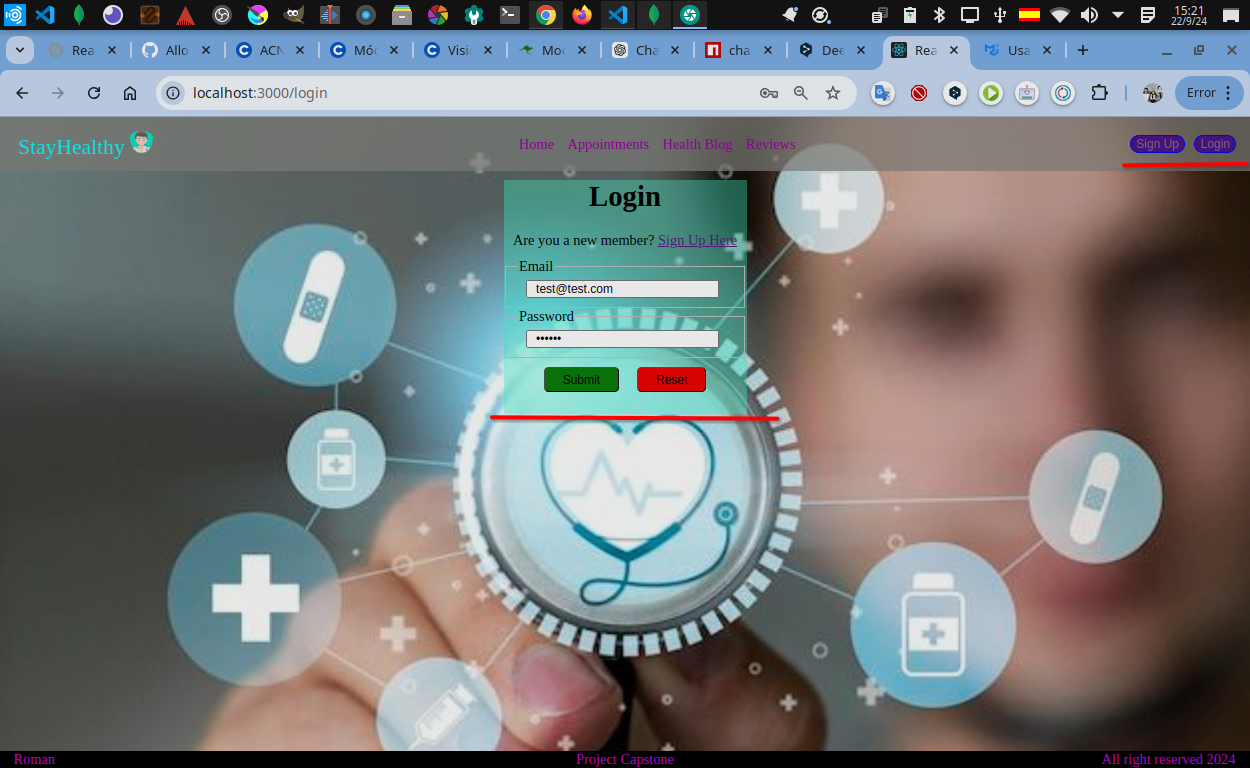 15:21
22/9/24
Rea
Allo
ACN
Mód
Visi
Moc
Cha
cha
Dee
Rea
Usa
localhost:3000/login
Error
StayHealthy
Home Appointments Health Blog Reviews
Sign Up Login
Login
Are you a new member? Sign Up Here
Email
test@test.com
Password
••••••
Submit Reset
Roman Project Capstone All right reserved 2024